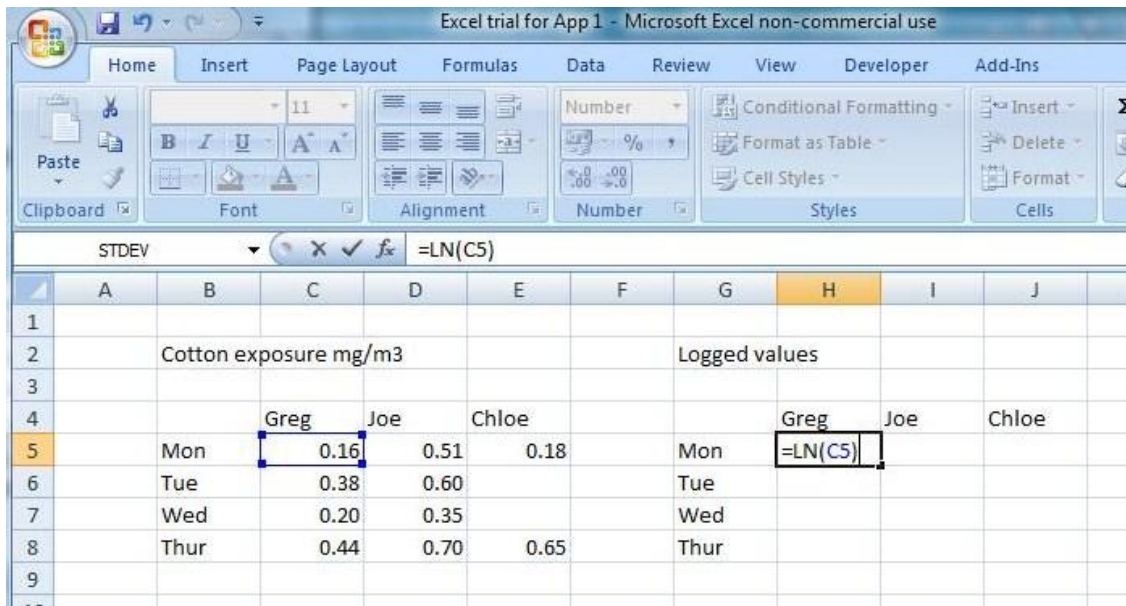 Excel trial for App 1 - Microsoft Excel non-commercial use
Home Insert Page Layout Formulas Data Review View Developer Add-Ins
11 Number Conditional Formatting Insert Σ
B I U A A % , Format as Table Delete
Paste
A .00 Cell Styles Format
Clipboard Font Alignment Number Styles Cells
STDEV fx =LN(C5)
A B C D E F G H I J
1
2 Cotton exposure mg/m3 Logged values
3
4 Greg Joe Chloe Greg Joe Chloe
5 Mon 0.16 0.51 0.18 Mon =LN(C5)
6 Tue 0.38 0.60 Tue
7 Wed 0.20 0.35 Wed
8 Thur 0.44 0.70 0.65 Thur
9